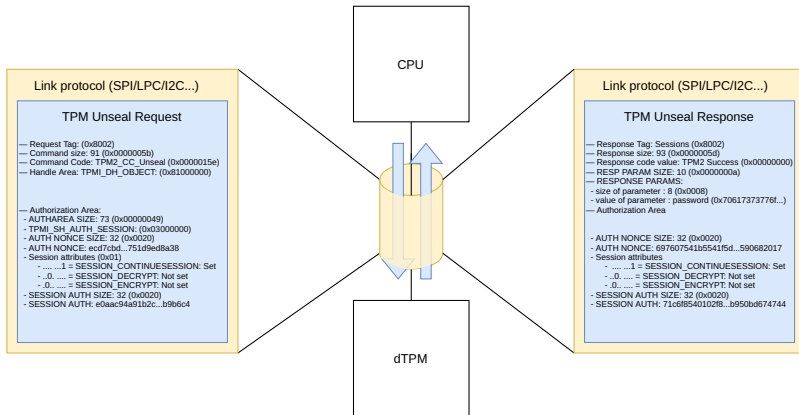 CPU
Link protocol (SPI/LPC/I2C...)
TPM Unseal Request
— Request Tag: (0x8002)
— Command size: 91 (0x0000005b)
— Command Code: TPM2_CC_Unseal (0x0000015e)
— Handle Area: TPMI_DH_OBJECT: (0x81000000)
— Authorization Area:
- AUTHAREA SIZE: 73 (0x00000049)
- TPMI_SH_AUTH_SESSION: (0x03000000)
- AUTH NONCE SIZE: 32 (0x0020)
- AUTH NONCE: ecd7cbd...751d9ed8a38
- Session attributes (0x01)
- .... ...1 = SESSION_CONTINUESESSION: Set
- ..0. .... = SESSION_DECRYPT: Not set
- .0.. .... = SESSION_ENCRYPT: Not set
- SESSION AUTH SIZE: 32 (0x0020)
- SESSION AUTH: e0aac94a91b2c...b9b6c4
Link protocol (SPI/LPC/I2C...)
TPM Unseal Response
— Response Tag: Sessions (0x8002)
— Response size: 93 (0x0000005d)
— Response code value: TPM2 Success (0x00000000)
— RESP PARAM SIZE: 10 (0x0000000a)
— RESPONSE PARAMS:
- size of parameter : 8 (0x0008)
- value of parameter : password (0x70617373776f...)
— Authorization Area
- AUTH NONCE SIZE: 32 (0x0020)
- AUTH NONCE: 697607541b5541f5d...590682017
- Session attributes
- .... ...1 = SESSION_CONTINUESESSION: Set
- ..0. .... = SESSION_DECRYPT: Not set
- .0.. .... = SESSION_ENCRYPT: Not set
- SESSION AUTH SIZE: 32 (0x0020)
- SESSION AUTH: 71c6f8540102f8...b950bd674744
dTPM